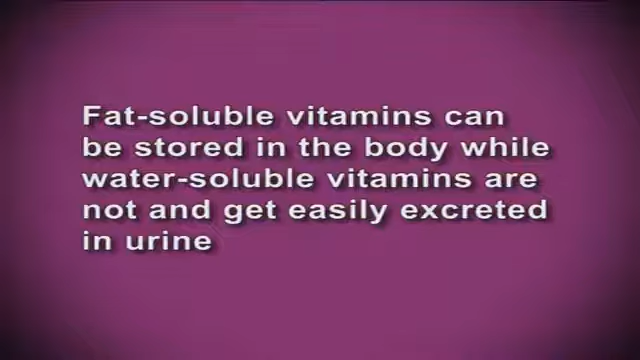 Fat-soluble vitamins can
be stored in the body while
water-soluble vitamins are
not and get easily excreted
in urine